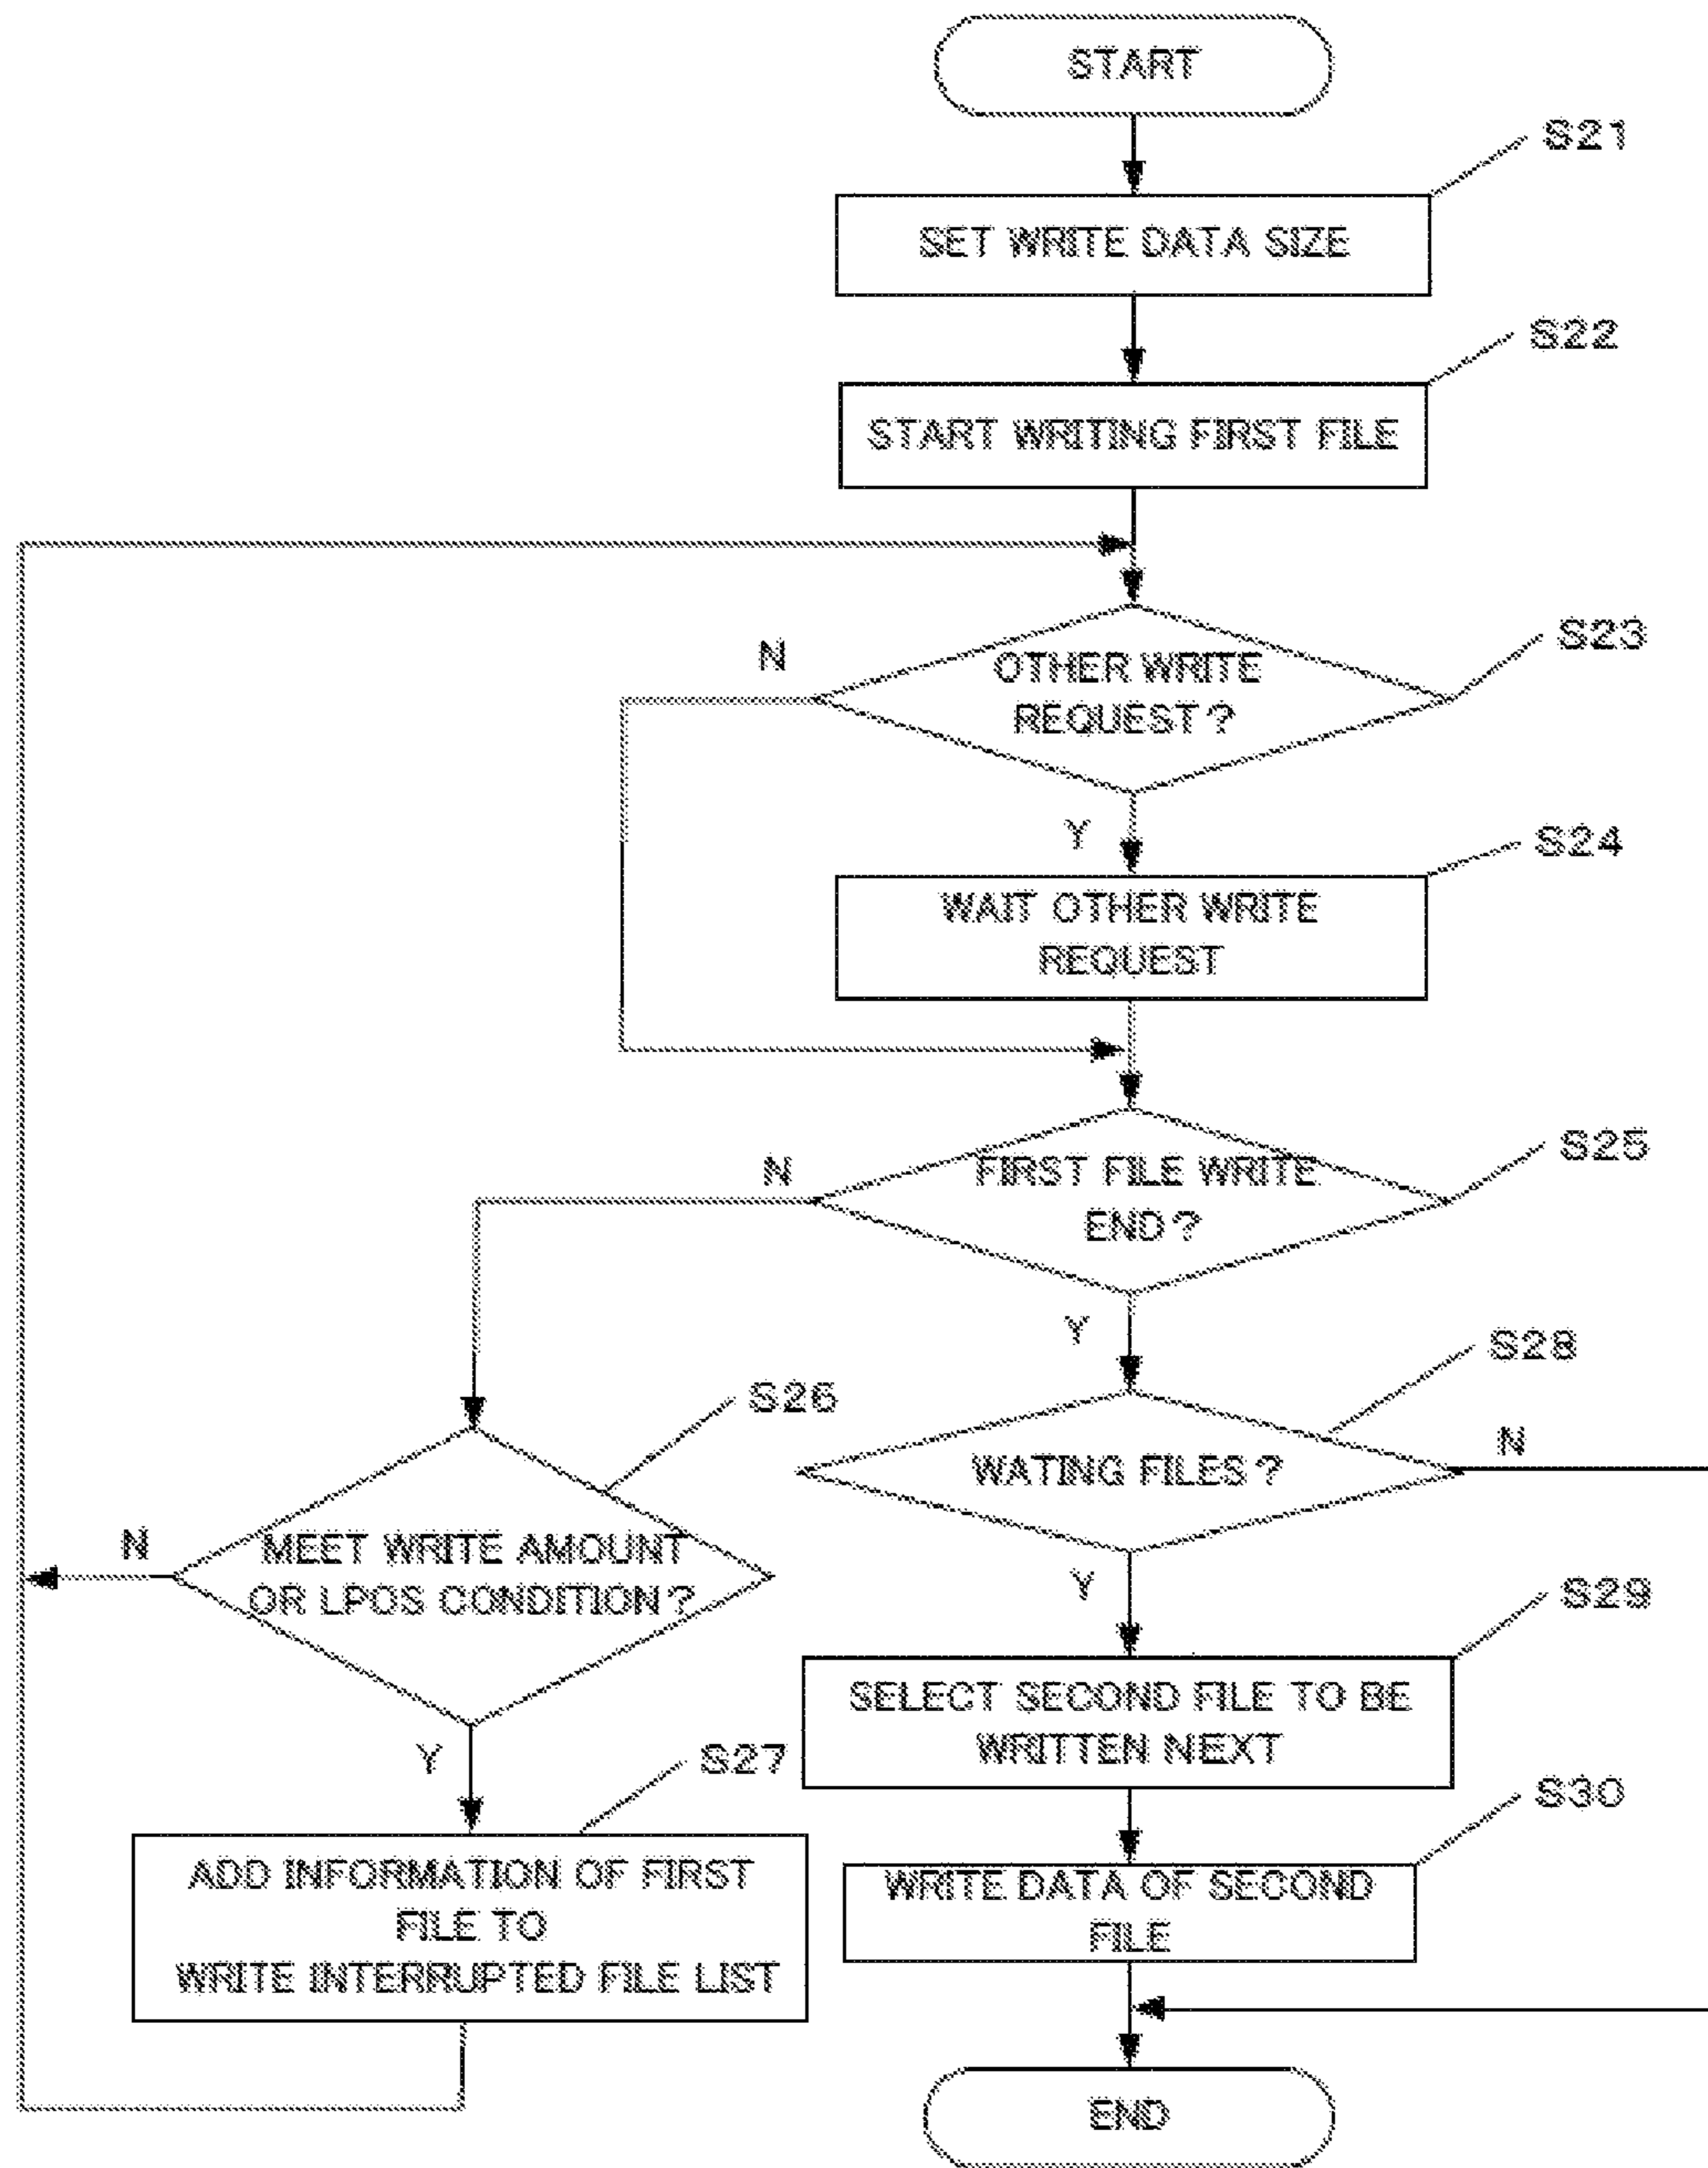 START
S21
SET WRITE DATA SIZE
S22
START WRITING FIRST FILE
S23
N
OTHER WRITE
REQUEST?
Y
S24
WAIT OTHER WRITE
REQUEST
S25
N
FIRST FILE WRITE
END?
Y
S28
S26
N
WATING FILES?
N
MEET WRITE AMOUNT
OR LPOS CONDITION?
Y
S29
SELECT SECOND FILE TO BE
WRITTEN NEXT
Y
S27
S30
ADD INFORMATION OF FIRST
FILE TO
WRITE INTERRUPTED FILE LIST
WRITE DATA OF SECOND
FILE
END